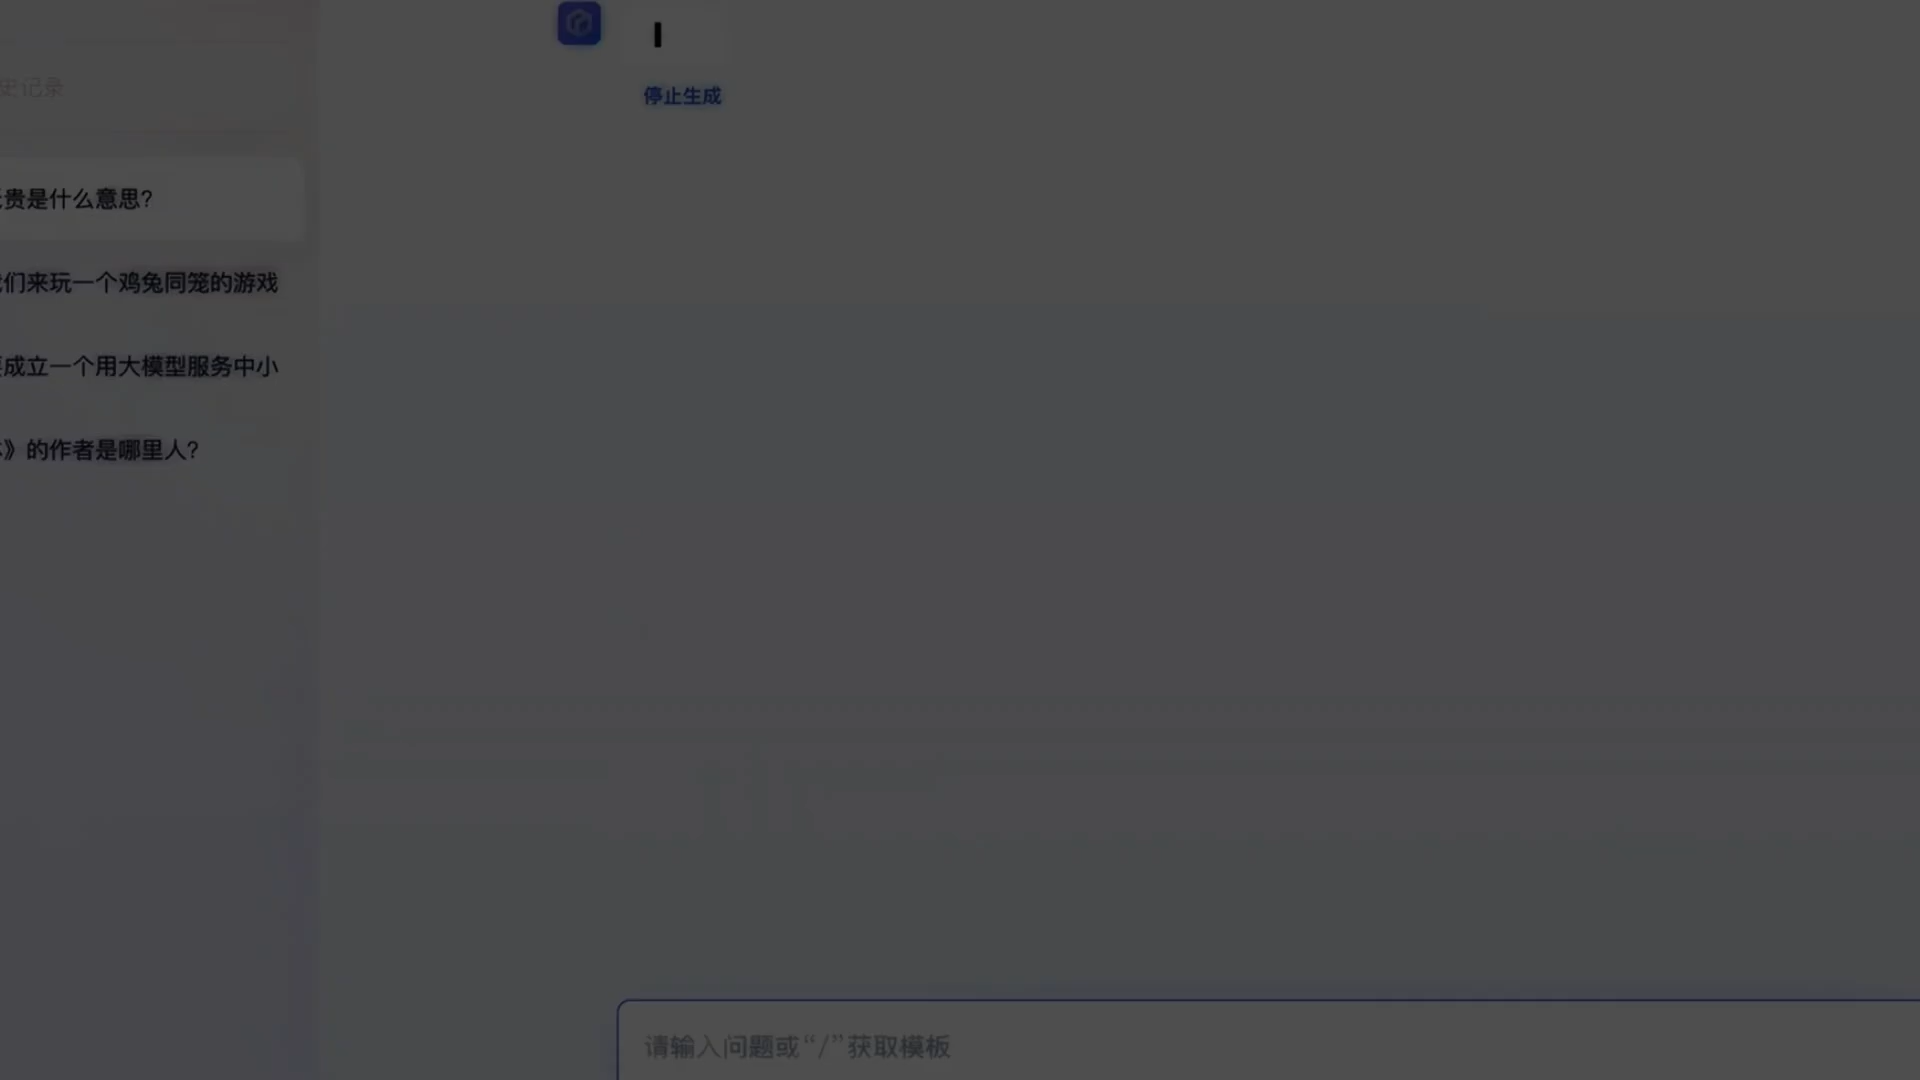 停止生成
史记录
贵是什么意思?
们来玩一个鸡兔同笼的游戏
成立一个用大模型服务中小
》的作者是哪里人?
请输入问题或“/”获取模板